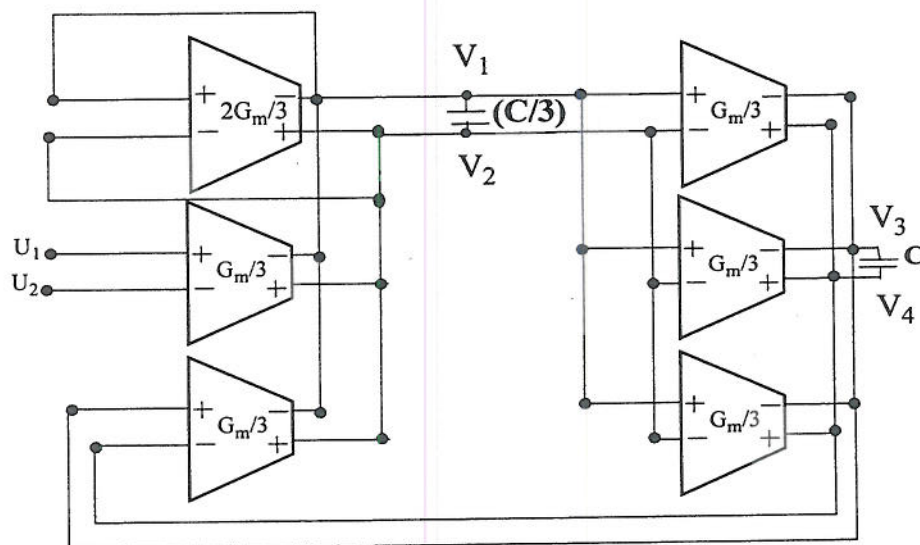 V1
+
−
2Gm/3
−
+
(C/3)
V2
+
−
Gm/3
−
+
U1
U2
+
−
Gm/3
−
+
+
−
Gm/3
−
+
V3
C
V4
+
−
Gm/3
−
+
+
−
Gm/3
−
+